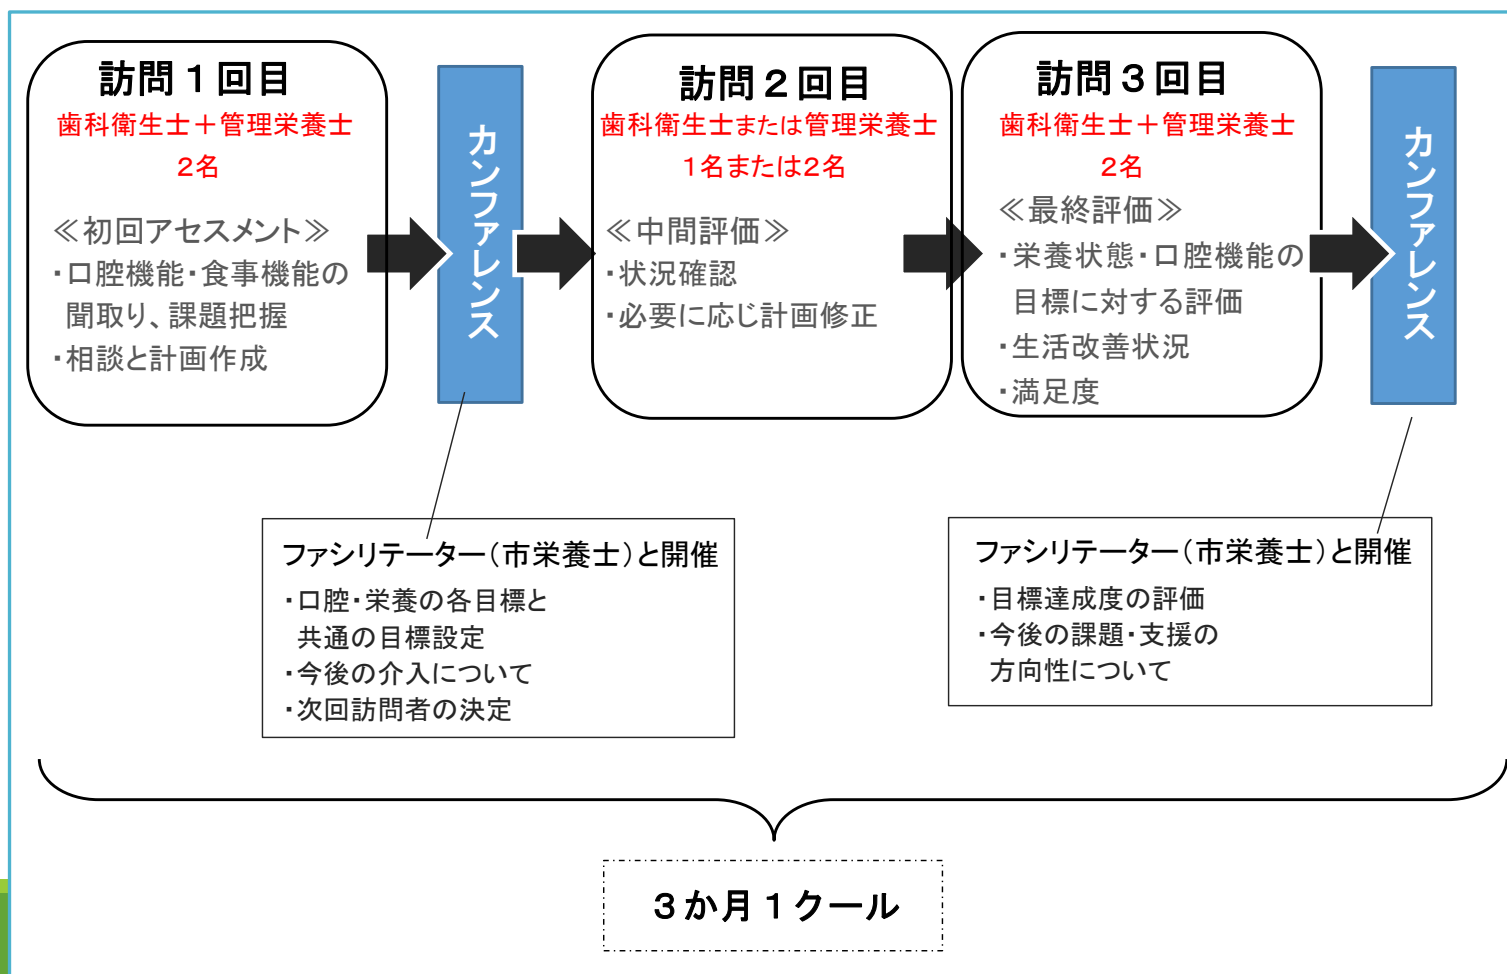 訪問１回目
歯科衛生士＋管理栄養士
２名
≪初回アセスメント≫
・口腔機能・食事機能の
聞取り、課題把握
・相談と計画作成
カンファレンス
訪問２回目
歯科衛生士または管理栄養士
１名または２名
≪中間評価≫
・状況確認
・必要に応じ計画修正
訪問３回目
歯科衛生士＋管理栄養士
２名
≪最終評価≫
・栄養状態・口腔機能の
目標に対する評価
・生活改善状況
・満足度
カンファレンス
ファシリテーター（市栄養士）と開催
・口腔・栄養の各目標と
共通の目標設定
・今後の介入について
・次回訪問者の決定
ファシリテーター（市栄養士）と開催
・目標達成度の評価
・今後の課題・支援の
方向性について
３か月１クール